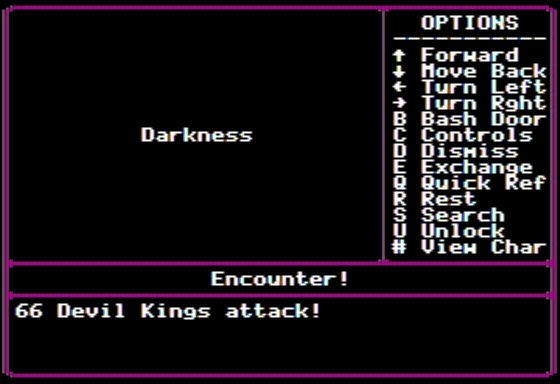 OPTIONS
-----------
↑ Forward
↓ Move Back
← Turn Left
→ Turn Rght
B Bash Door
C Controls
D Dismiss
E Exchange
Q Quick Ref
R Rest
S Search
U Unlock
# View Char
Darkness
Encounter!
66 Devil Kings attack!